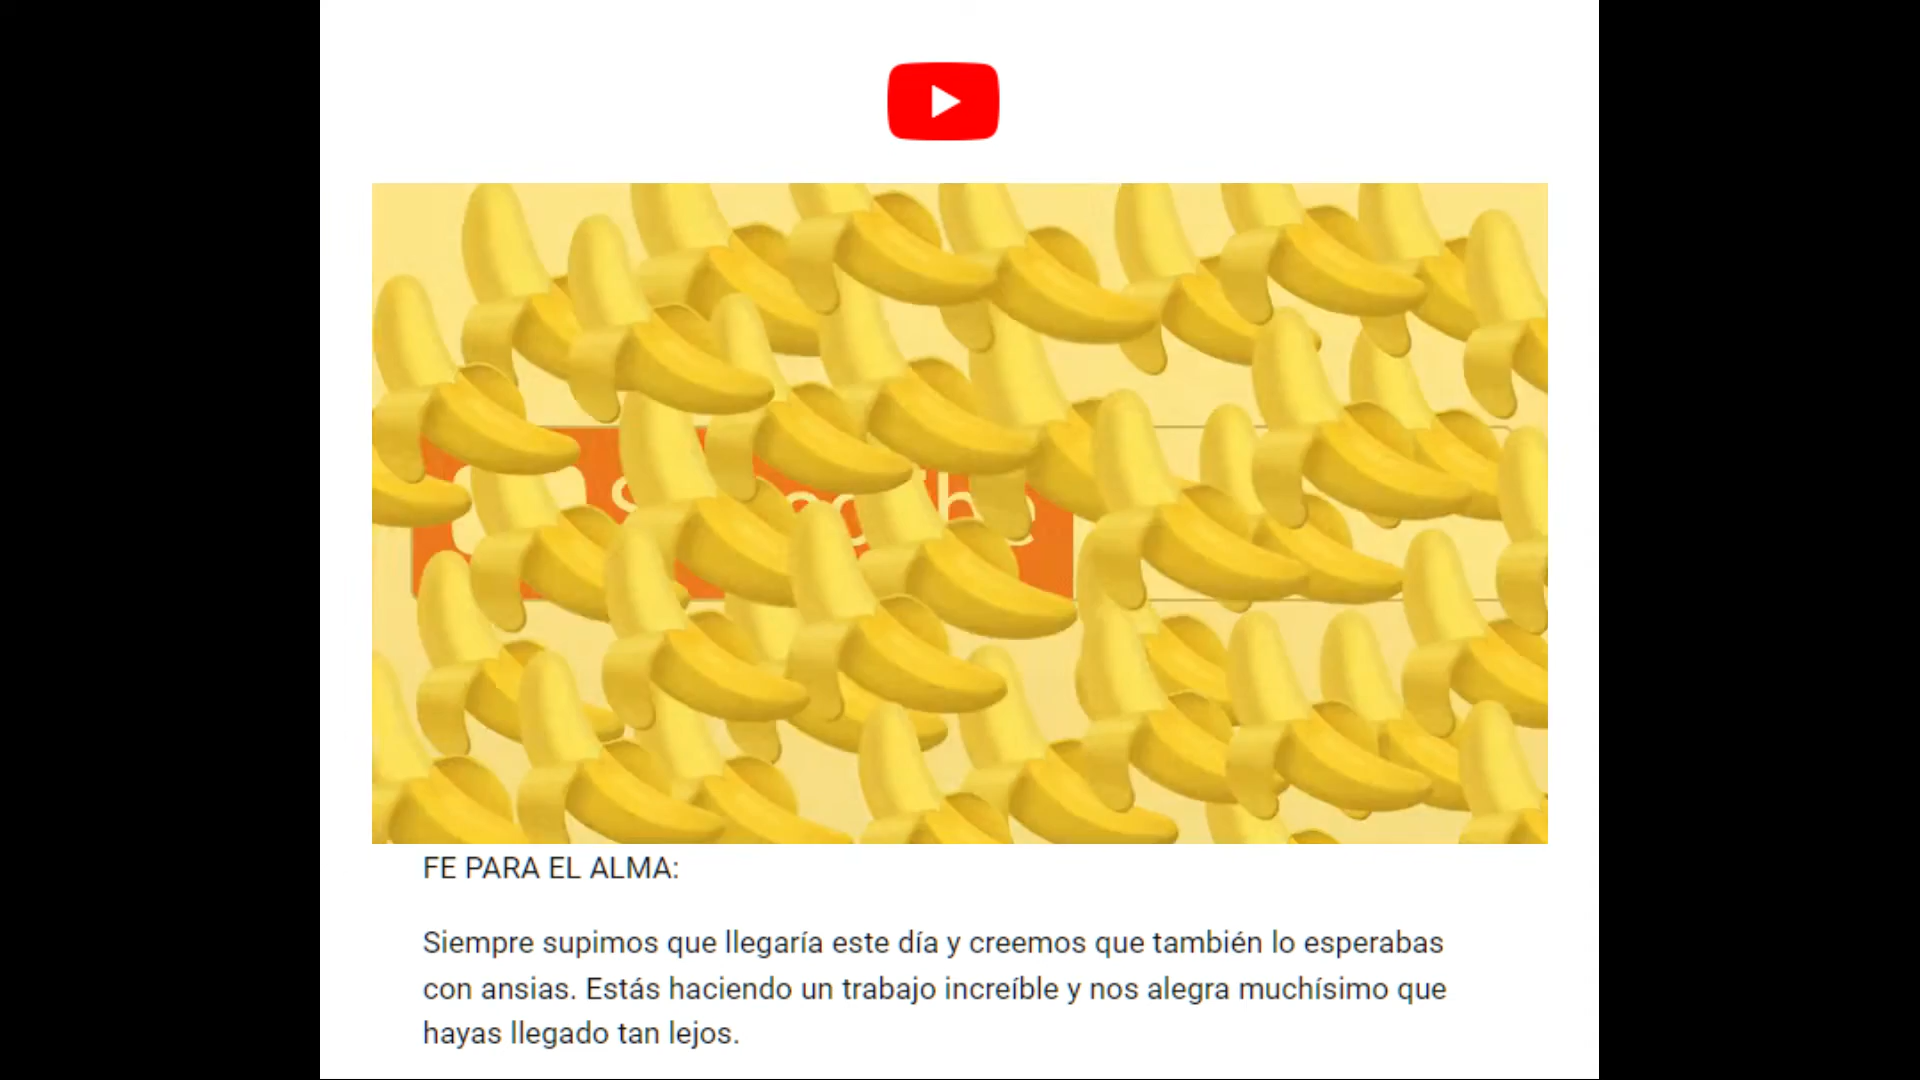 FE PARA EL ALMA:
Siempre supimos que llegaría este día y creemos que también lo esperabas
con ansias. Estás haciendo un trabajo increíble y nos alegra muchísimo que
hayas llegado tan lejos.